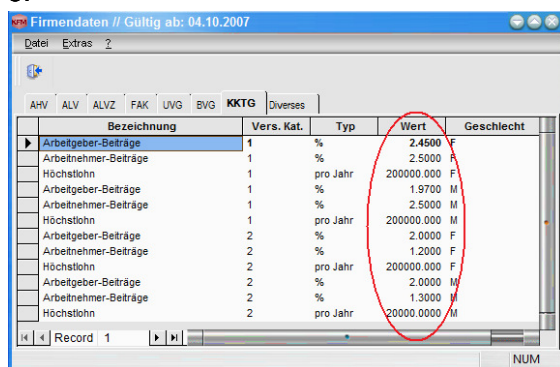 KFM Firmendaten // Gültig ab: 04.10.2007
Datei Extras ?
AHV ALV ALVZ FAK UVG BVG KKTG Diverses
Bezeichnung Vers. Kat. Typ Wert Geschlecht
Arbeitgeber-Beiträge 1 % 2.4500 F
Arbeitnehmer-Beiträge 1 % 2.5000 F
Höchstlohn 1 pro Jahr 200000.000 F
Arbeitgeber-Beiträge 1 % 1.9700 M
Arbeitnehmer-Beiträge 1 % 2.5000 M
Höchstlohn 1 pro Jahr 200000.000 M
Arbeitgeber-Beiträge 2 % 2.0000 F
Arbeitnehmer-Beiträge 2 % 1.2000 F
Höchstlohn 2 pro Jahr 200000.000 F
Arbeitgeber-Beiträge 2 % 2.0000 M
Arbeitnehmer-Beiträge 2 % 1.3000 M
Höchstlohn 2 pro Jahr 20000.0000 M
Record 1
NUM